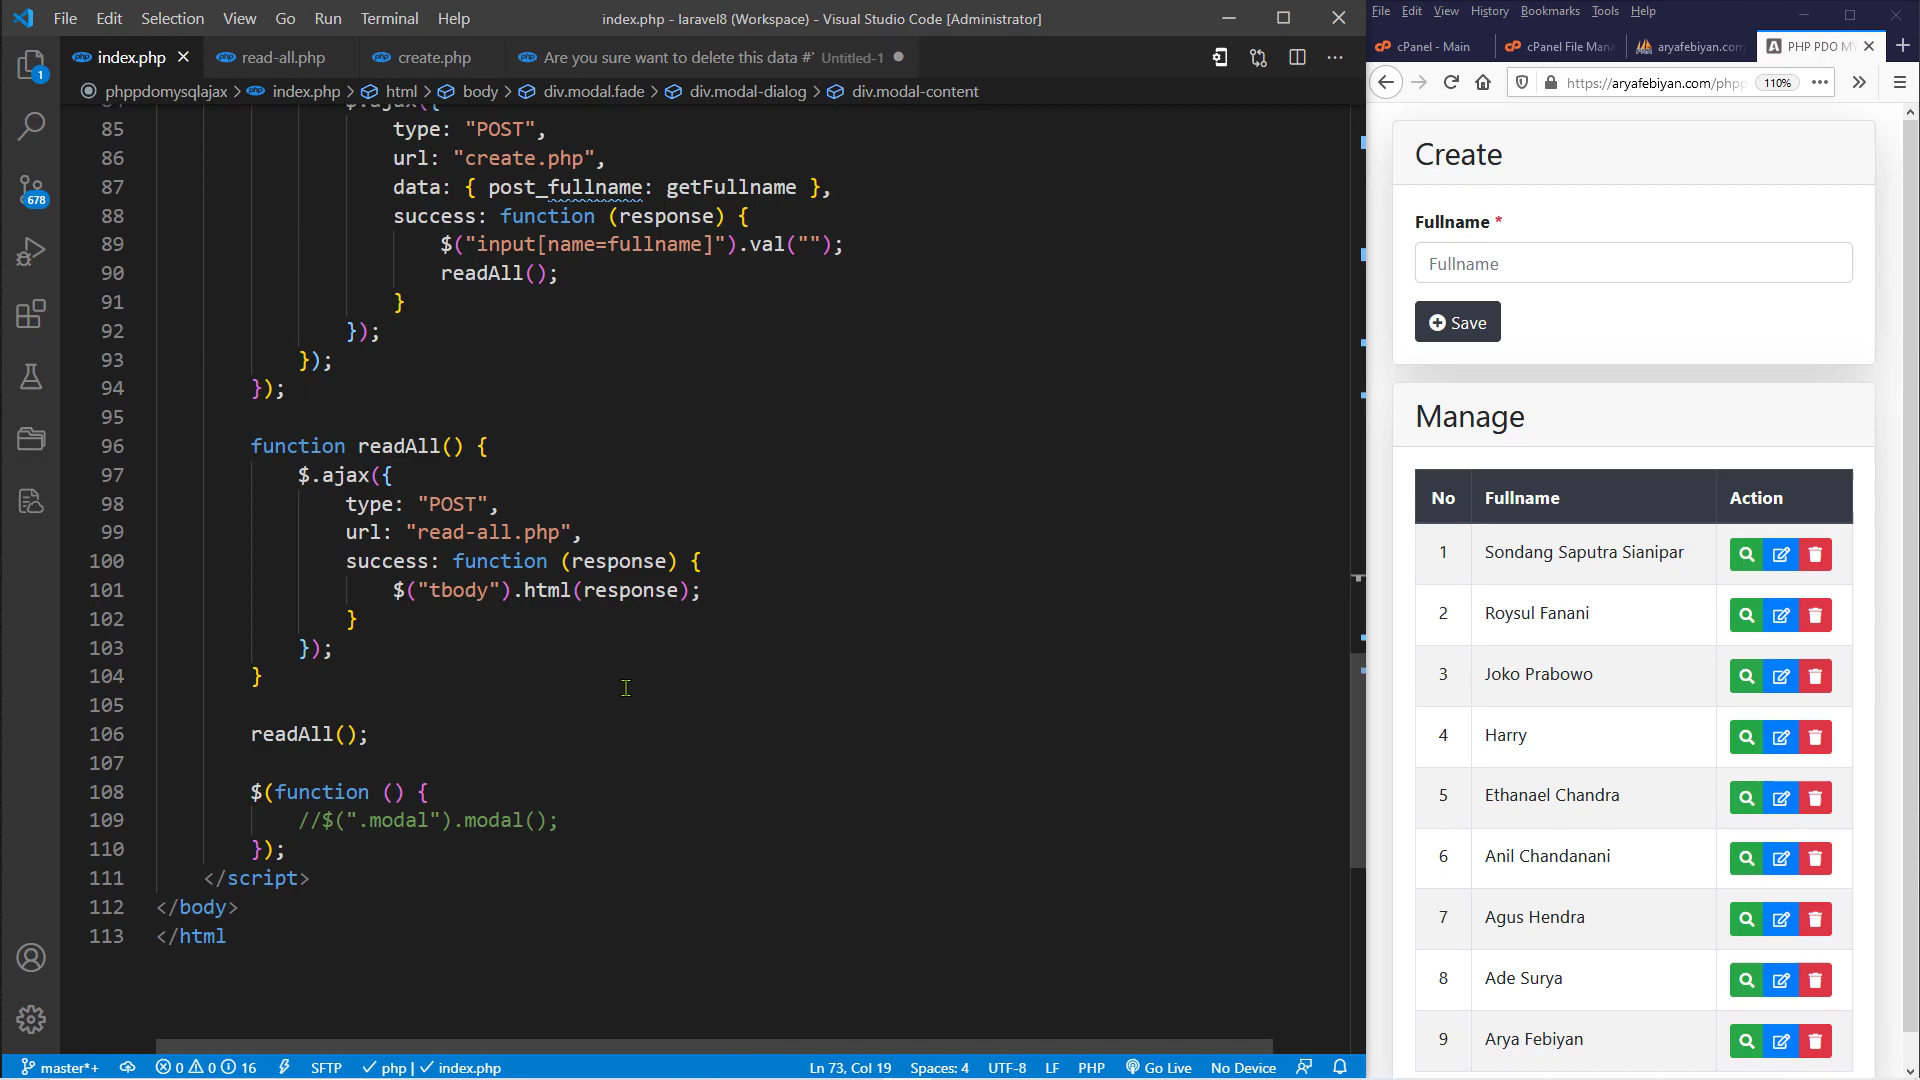 File Edit Selection View Go Run Terminal Help
index.php - laravel8 (Workspace) - Visual Studio Code [Administrator]
index.php
read-all.php
create.php
Are you sure want to delete this data #' Untitled-1
phppdomysqlajax > index.php > html > body > div.modal.fade > div.modal-dialog > div.modal-content
1
678
$.ajax({
85 type: "POST",
86 url: "create.php",
87 data: { post_fullname: getFullname },
88 success: function (response) {
89 $("input[name=fullname]").val("");
90 readAll();
91 }
92 });
93 });
94 });
95
96 function readAll() {
97 $.ajax({
98 type: "POST",
99 url: "read-all.php",
100 success: function (response) {
101 $("tbody").html(response);
102 }
103 });
104 }
105
106 readAll();
107
108 $(function () {
109 //$(".modal").modal();
110 });
111 </script>
112 </body>
113 </html
master*+ 0 0 16 SFTP php | index.php Ln 73, Col 19 Spaces: 4 UTF-8 LF PHP Go Live No Device
File Edit View History Bookmarks Tools Help
cPanel - Main
cPanel File Man
aryafebiyan.com
PHP PDO MY
https://aryafebiyan.com/phpp 110%
Create
Fullname *
Fullname
Save
Manage
No Fullname Action
1 Sondang Saputra Sianipar
2 Roysul Fanani
3 Joko Prabowo
4 Harry
5 Ethanael Chandra
6 Anil Chandanani
7 Agus Hendra
8 Ade Surya
9 Arya Febiyan